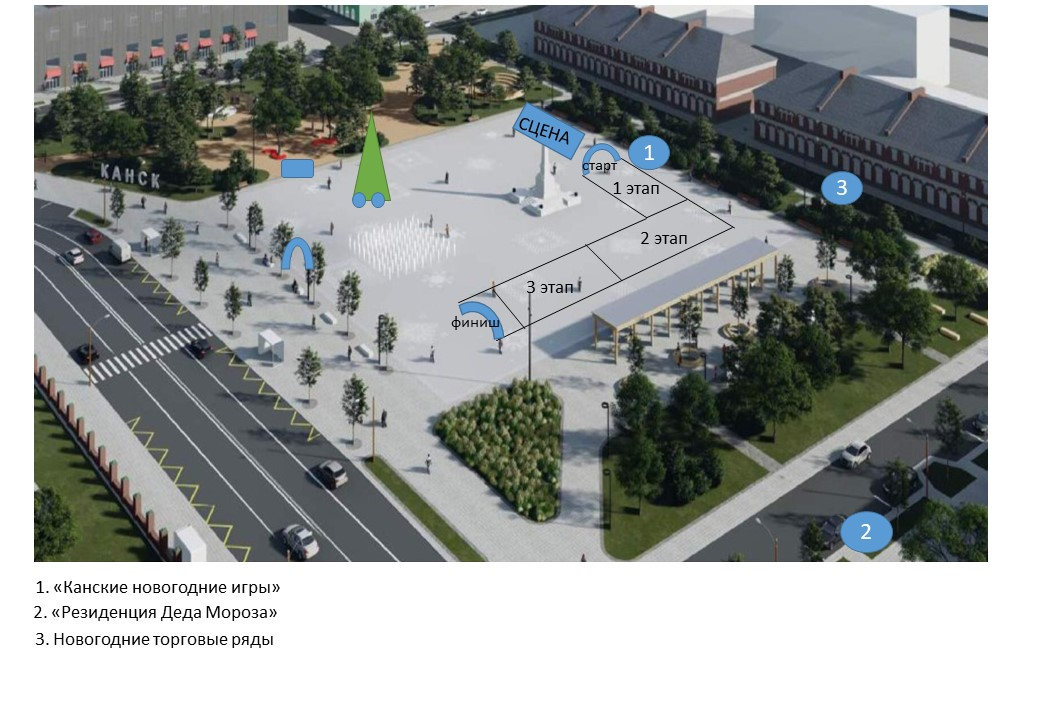 СЦЕНА
КАНСК
старт
1
1 этап
3
2 этап
3 этап
финиш
2
1. «Канские новогодние игры»
2. «Резиденция Деда Мороза»
3. Новогодние торговые ряды